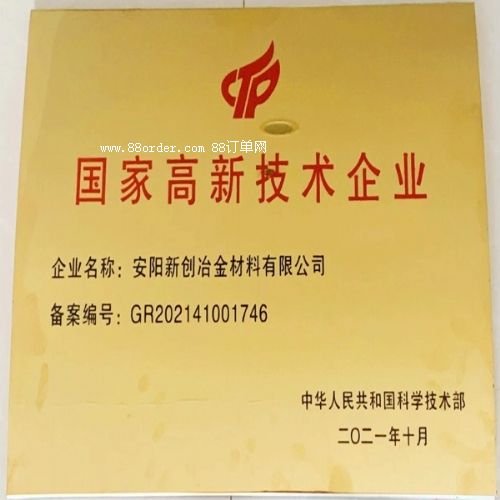 www.88order.com 88订单网
国家高新技术企业
企业名称：安阳新创冶金材料有限公司
备案编号：GR202141001746
中华人民共和国科学技术部
二〇二一年十月